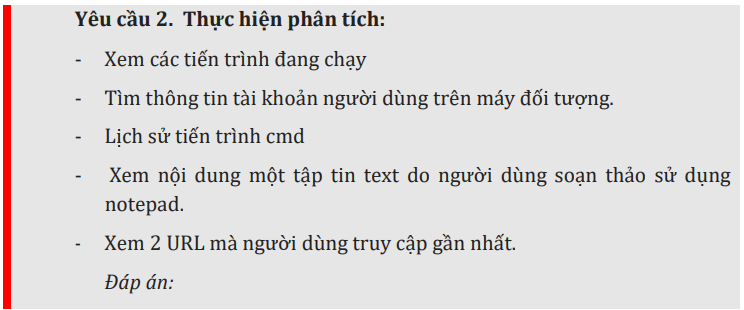 Yêu cầu 2. Thực hiện phân tích:
- Xem các tiến trình đang chạy
- Tìm thông tin tài khoản người dùng trên máy đối tượng.
- Lịch sử tiến trình cmd
- Xem nội dung một tập tin text do người dùng soạn thảo sử dụng
notepad.
- Xem 2 URL mà người dùng truy cập gần nhất.
Đáp án: